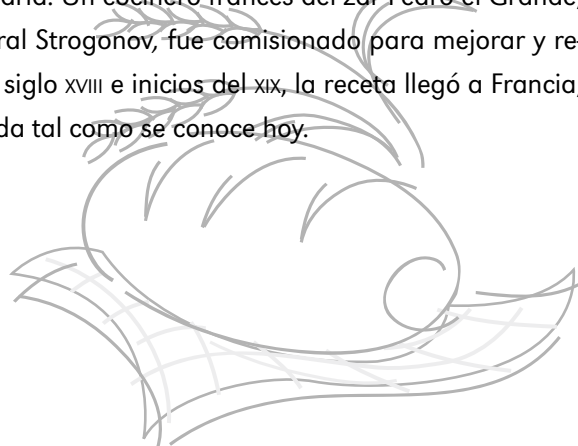 aria. Un cocinero francés del zar Pedro el Grande,
ral Strogonov, fue comisionado para mejorar y re-
siglo XVIII e inicios del XIX, la receta llegó a Francia,
da tal como se conoce hoy.